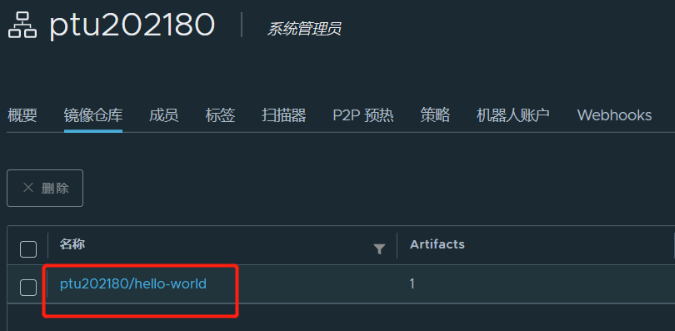 ptu202180 系统管理员
概要 镜像仓库 成员 标签 扫描器 P2P 预热 策略 机器人账户 Webhooks
× 删除
名称 Artifacts
ptu202180/hello-world 1